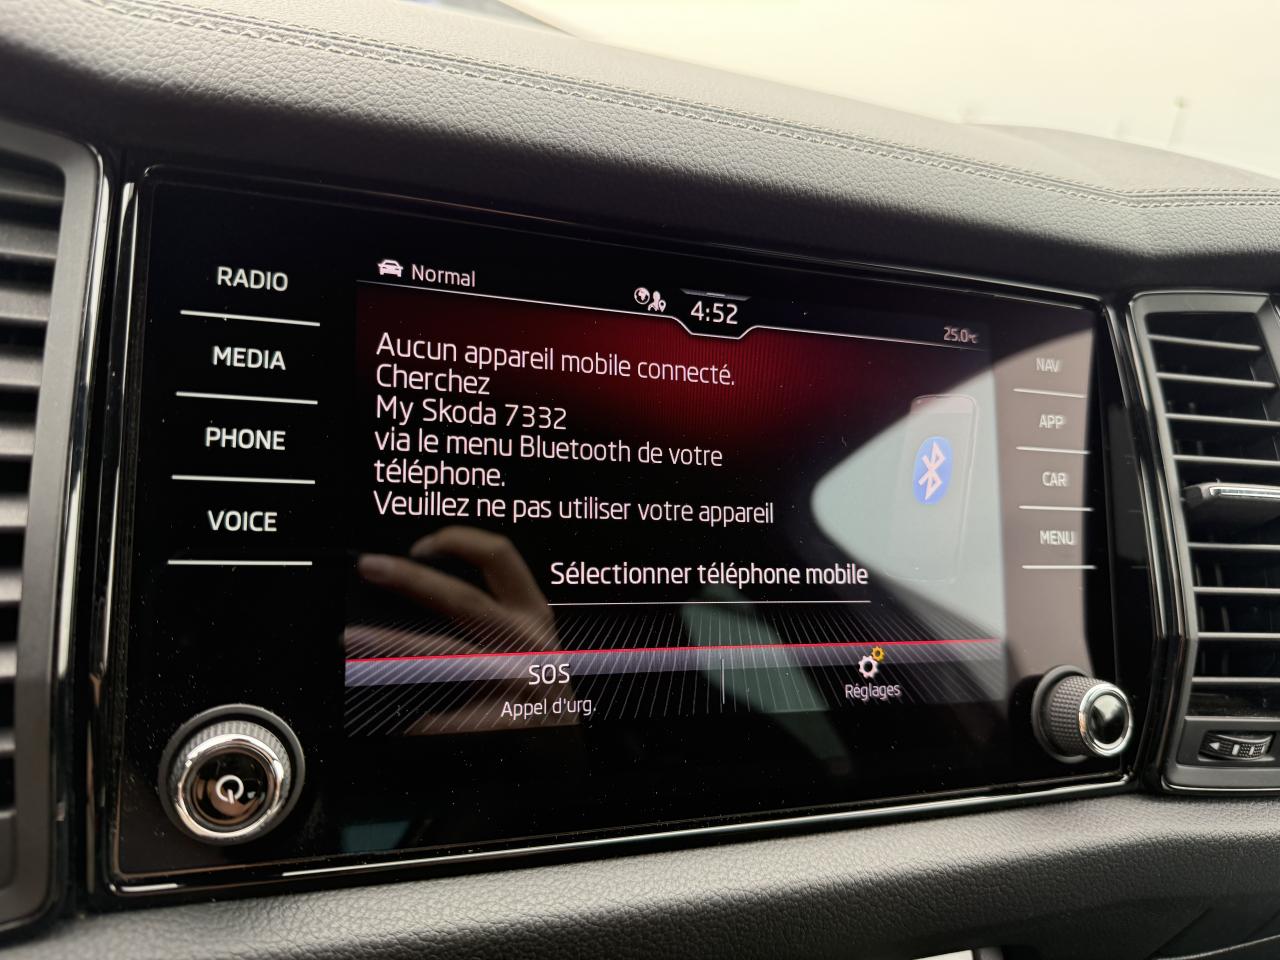 RADIO
MEDIA
PHONE
VOICE
Normal
4:52
25.0°C
Aucun appareil mobile connecté.
Cherchez
My Skoda 7332
via le menu Bluetooth de votre
téléphone.
Veuillez ne pas utiliser votre appareil
Sélectionner téléphone mobile
SOS
Appel d'urg.
Réglages
NAV
APP
CAR
MENU